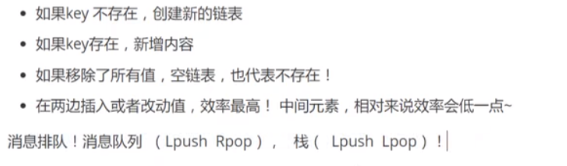 如果key 不存在，创建新的链表
如果key存在，新增内容
如果移除了所有值，空链表，也代表不存在！
在两边插入或者改动值，效率最高！ 中间元素，相对来说效率会低一点~
消息排队！消息队列 （Lpush Rpop）， 栈（ Lpush Lpop）！